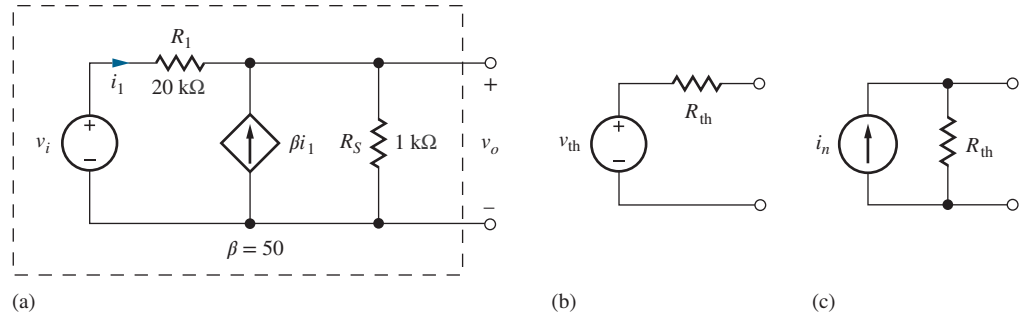 R1
i1
20 kΩ
vi
+
−
βi1
RS
1 kΩ
+
vo
−
β = 50
(a)
Rth
vth
+
−
(b)
in
Rth
(c)